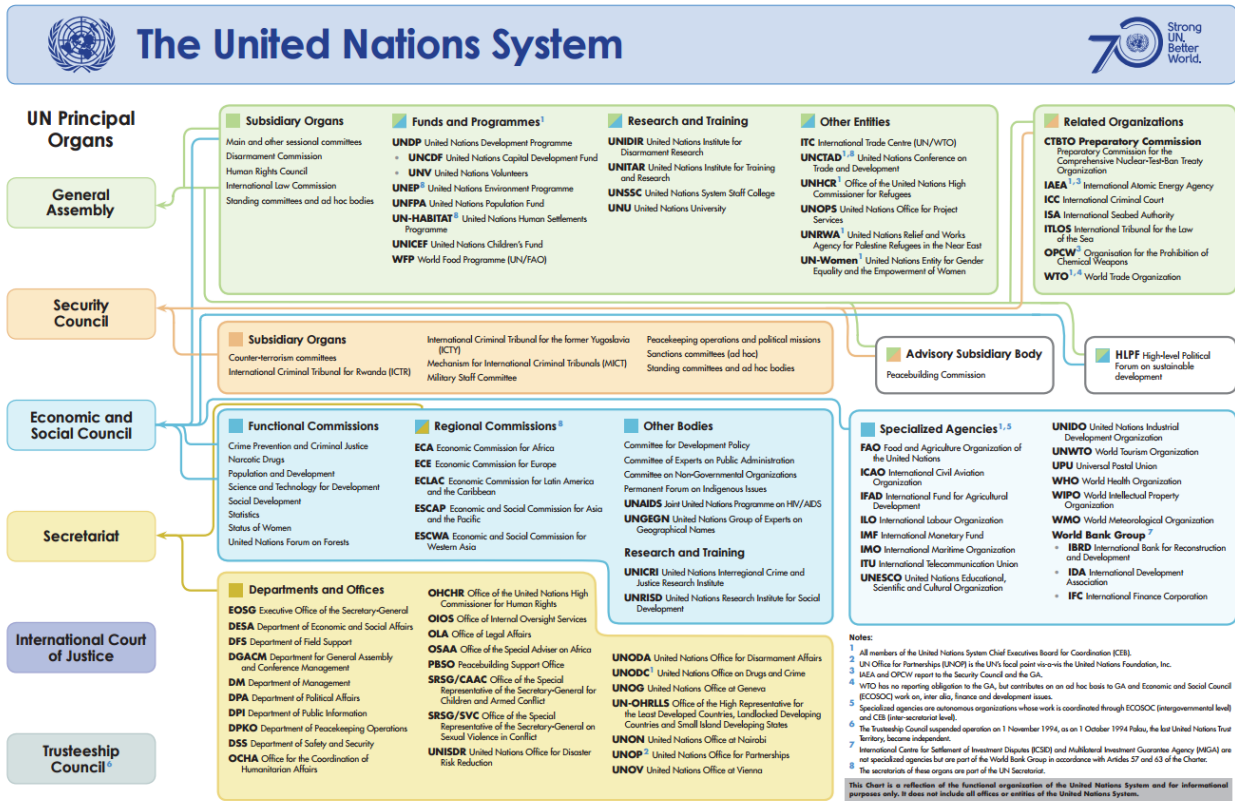 The United Nations System
70
Strong
UN.
Better
World.
UN Principal
Organs
General
Assembly
Security
Council
Economic and
Social Council
Secretariat
International Court
of Justice
Trusteeship
Council6
Subsidiary Organs
Main and other sessional committees
Disarmament Commission
Human Rights Council
International Law Commission
Standing committees and ad hoc bodies
Funds and Programmes1
UNDP United Nations Development Programme
• UNCDF United Nations Capital Development Fund
• UNV United Nations Volunteers
UNEP8 United Nations Environment Programme
UNFPA United Nations Population Fund
UN-HABITAT8 United Nations Human Settlements
Programme
UNICEF United Nations Children's Fund
WFP World Food Programme (UN/FAO)
Research and Training
UNIDIR United Nations Institute for
Disarmament Research
UNITAR United Nations Institute for Training
and Research
UNSSC United Nations System Staff College
UNU United Nations University
Other Entities
ITC International Trade Centre (UN/WTO)
UNCTAD1,8 United Nations Conference on
Trade and Development
UNHCR1 Office of the United Nations High
Commissioner for Refugees
UNOPS United Nations Office for Project
Services
UNRWA1 United Nations Relief and Works
Agency for Palestine Refugees in the Near East
UN-Women1 United Nations Entity for Gender
Equality and the Empowerment of Women
Related Organizations
CTBTO Preparatory Commission
Preparatory Commission for the
Comprehensive Nuclear-Test-Ban Treaty
Organization
IAEA1,3 International Atomic Energy Agency
ICC International Criminal Court
ISA International Seabed Authority
ITLOS International Tribunal for the Law
of the Sea
OPCW3 Organisation for the Prohibition of
Chemical Weapons
WTO1,4 World Trade Organization
Subsidiary Organs
Counter-terrorism committees
International Criminal Tribunal for Rwanda (ICTR)
International Criminal Tribunal for the former Yugoslavia
(ICTY)
Mechanism for International Criminal Tribunals (MICT)
Military Staff Committee
Peacekeeping operations and political missions
Sanctions committees (ad hoc)
Standing committees and ad hoc bodies
Advisory Subsidiary Body
Peacebuilding Commission
HLPF High-level Political
Forum on sustainable
development
Functional Commissions
Crime Prevention and Criminal Justice
Narcotic Drugs
Population and Development
Science and Technology for Development
Social Development
Statistics
Status of Women
United Nations Forum on Forests
Regional Commissions8
ECA Economic Commission for Africa
ECE Economic Commission for Europe
ECLAC Economic Commission for Latin America
and the Caribbean
ESCAP Economic and Social Commission for Asia
and the Pacific
ESCWA Economic and Social Commission for
Western Asia
Other Bodies
Committee for Development Policy
Committee of Experts on Public Administration
Committee on Non-Governmental Organizations
Permanent Forum on Indigenous Issues
UNAIDS Joint United Nations Programme on HIV/AIDS
UNGEGN United Nations Group of Experts on
Geographical Names
Research and Training
UNICRI United Nations Interregional Crime and
Justice Research Institute
UNRISD United Nations Research Institute for Social
Development
Specialized Agencies1,5
FAO Food and Agriculture Organization of
the United Nations
ICAO International Civil Aviation
Organization
IFAD International Fund for Agricultural
Development
ILO International Labour Organization
IMF International Monetary Fund
IMO International Maritime Organization
ITU International Telecommunication Union
UNESCO United Nations Educational,
Scientific and Cultural Organization
UNIDO United Nations Industrial
Development Organization
UNWTO World Tourism Organization
UPU Universal Postal Union
WHO World Health Organization
WIPO World Intellectual Property
Organization
WMO World Meteorological Organization
World Bank Group7
• IBRD International Bank for Reconstruction
and Development
• IDA International Development
Association
• IFC International Finance Corporation
Departments and Offices
EOSG Executive Office of the Secretary-General
DESA Department of Economic and Social Affairs
DFS Department of Field Support
DGACM Department for General Assembly
and Conference Management
DM Department of Management
DPA Department of Political Affairs
DPI Department of Public Information
DPKO Department of Peacekeeping Operations
DSS Department of Safety and Security
OCHA Office for the Coordination of
Humanitarian Affairs
OHCHR Office of the United Nations High
Commissioner for Human Rights
OIOS Office of Internal Oversight Services
OLA Office of Legal Affairs
OSAA Office of the Special Adviser on Africa
PBSO Peacebuilding Support Office
SRSG/CAAC Office of the Special
Representative of the Secretary-General for
Children and Armed Conflict
SRSG/SVC Office of the Special
Representative of the Secretary-General on
Sexual Violence in Conflict
UNISDR United Nations Office for Disaster
Risk Reduction
UNODA United Nations Office for Disarmament Affairs
UNODC1 United Nations Office on Drugs and Crime
UNOG United Nations Office at Geneva
UN-OHRLLS Office of the High Representative for
the Least Developed Countries, Landlocked Developing
Countries and Small Island Developing States
UNON United Nations Office at Nairobi
UNOP2 United Nations Office for Partnerships
UNOV United Nations Office at Vienna
Notes:
1 All members of the United Nations System Chief Executives Board for Coordination (CEB).
2 UN Office for Partnerships (UNOP) is the UN's focal point vis-a-vis the United Nations Foundation, Inc.
3 IAEA and OPCW report to the Security Council and the GA.
4 WTO has no reporting obligation to the GA, but contributes on an ad hoc basis to GA and Economic and Social Council
(ECOSOC) work on, inter alia, finance and development issues.
5 Specialized agencies are autonomous organizations whose work is coordinated through ECOSOC (intergovernmental level)
and CEB (inter-secretariat level).
6 The Trusteeship Council suspended operation on 1 November 1994, as on 1 October 1994 Palau, the last United Nations Trust
Territory, became independent.
7 International Centre for Settlement of Investment Disputes (ICSID) and Multilateral Investment Guarantee Agency (MIGA) are
not specialized agencies but are part of the World Bank Group in accordance with Articles 57 and 63 of the Charter.
8 The secretariats of these organs are part of the UN Secretariat.
This Chart is a reflection of the functional organization of the United Nations System and for informational
purposes only. It does not include all offices or entities of the United Nations System.